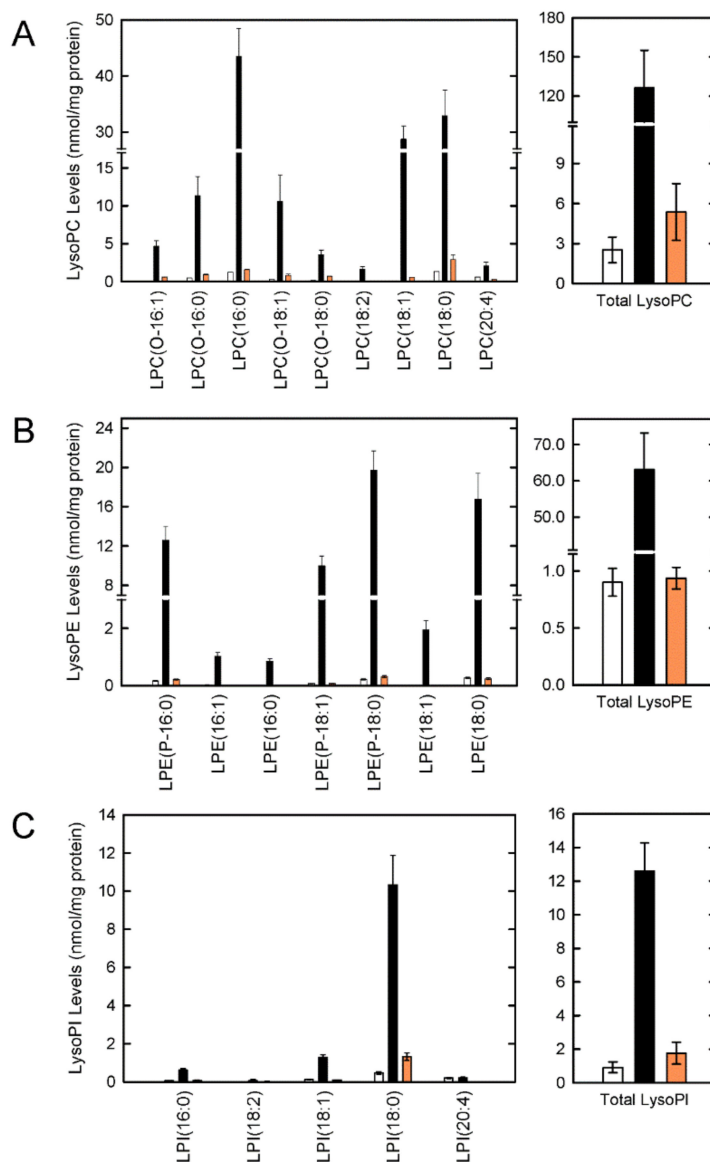 A
LysoPC Levels (nmol/mg protein)
50
40
30
15
10
5
0
LPC(O-16:1)
LPC(O-16:0)
LPC(16:0)
LPC(O-18:1)
LPC(O-18:0)
LPC(18:2)
LPC(18:1)
LPC(18:0)
LPC(20:4)
180
150
120
9
6
3
0
Total LysoPC
B
LysoPE Levels (nmol/mg protein)
24
20
16
12
8
2
0
LPE(P-16:0)
LPE(16:1)
LPE(16:0)
LPE(P-18:1)
LPE(P-18:0)
LPE(18:1)
LPE(18:0)
70.0
60.0
50.0
1.0
0.5
0.0
Total LysoPE
C
LysoPI Levels (nmol/mg protein)
14
12
10
8
6
4
2
0
LPI(16:0)
LPI(18:2)
LPI(18:1)
LPI(18:0)
LPI(20:4)
16
14
12
10
8
6
4
2
0
Total LysoPI